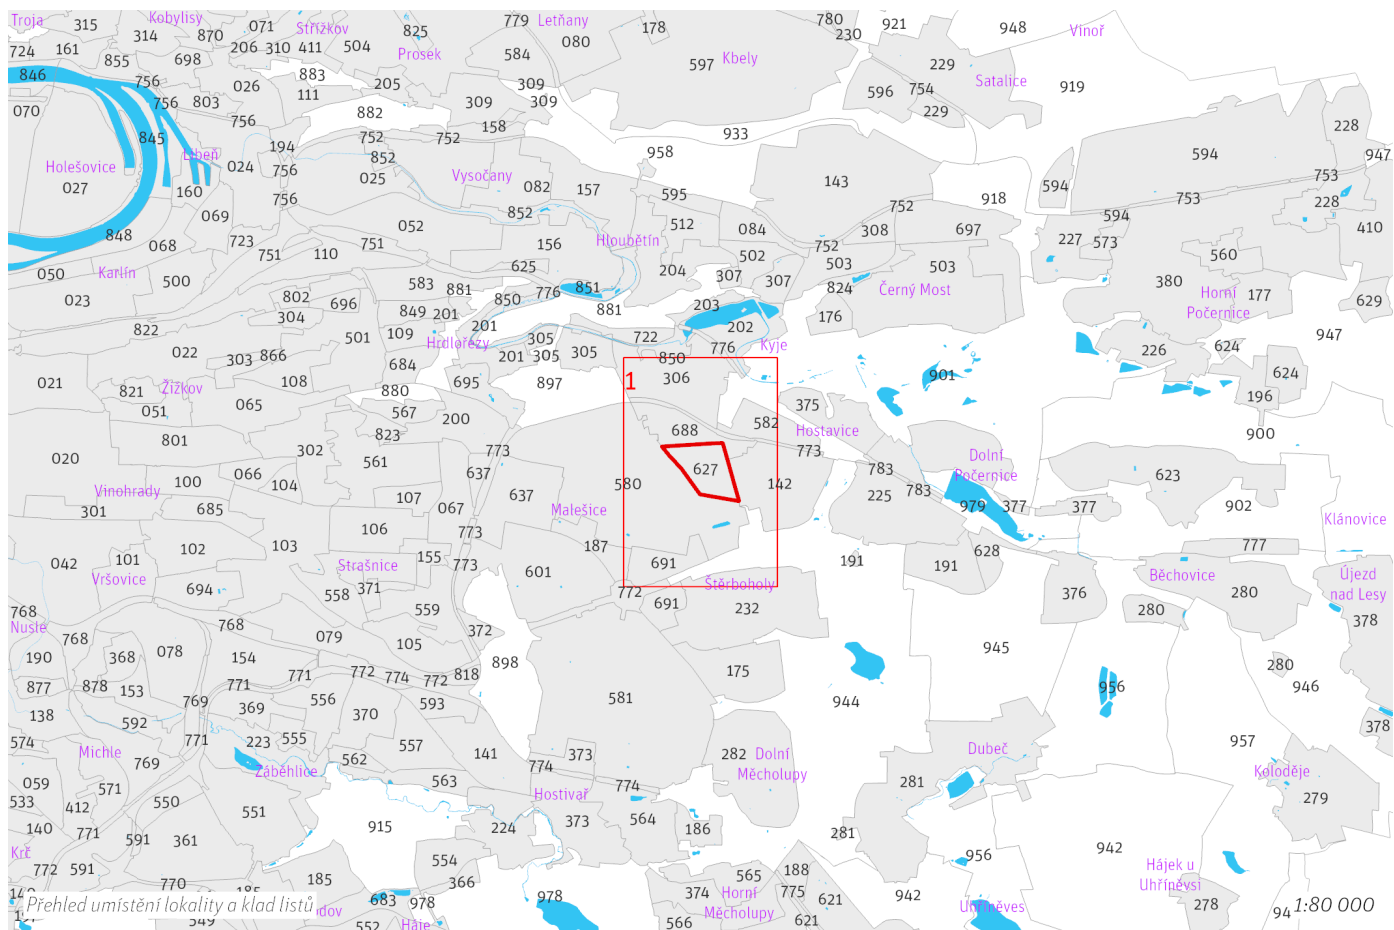 Troja 315 Kobylisy 071 Střížkov 825 779 Letňany 178 780 921 948 Vinoř
314 870 206 310 411 504 Prosek 584 080 597 Kbely 230 229 Satalice
724 161 855 698 883 205 309 596 754 919
846 756 026 111 309 309 229 228
070 756 803 756 882 158 933
845 194 752 752 958 594 947
Holešovice Libeň 024 756 852 025 Vysočany 082 157 143 594 753
027 160 756 595 918 753 228
069 852 752
848 068 723 052 156 Hloubětín 512 084 308 697 594 410
751 110 751 752 227 573
050 Karlín 500 625 204 502 503 503 560
023 583 881 776 851 307 307 824 Černý Most 380 177
802 696 849 201 850 881 203 176 Horní 629
304 Počernice
822 501 109 201 305 722 202 947
022 303 866 684 Hrdlořezy 201 305 305 850 776 Kyje 226 624
021 Žižkov 108 880 695 897 1 306 901 624
821 196
051 065 567 200 375
801 823 688 582 Hostavice 900
302 773 773
020 066 561 637 627 783 Dolní
Počernice 623
100 104 580 142
Vinohrady 107 637 225 783
301 685 067 Malešice 979 377 377 902 Klánovice
106 773
102 103 187 777
042 101 Strašnice 155 773 691 191 191 628 Běchovice Újezd
nad Lesy
Vršovice 694 371 601 Štěrboholy
558 772 376 280
768 559 691 232 280 378
Nusle 768 768 079 372
190 368 078 154 105 945
877 878 153 771 771 772 774 772 818 898 175 280
769 556 581 944 956 946
138 592 369 370 593 378
574 771 223 555 557 141 373 282 Dolní
Měcholupy Dubeč 957
Michle 769 562 774
059 571 Záběhlice 563 774 281 Koloděje
533 412 550 551 Hostivař 279
140 771 591 361 915 224 373 564 186 281
Krč 554 956 942
772 591 565 188 Hájek u
Uhříněvsi
770 185 366 374 Horní
Měcholupy 775 621 942
683 978 978 Uhříněves 278
Přehled umístění lokality a klad listů 94 1:80 000
552 Háje 566 621